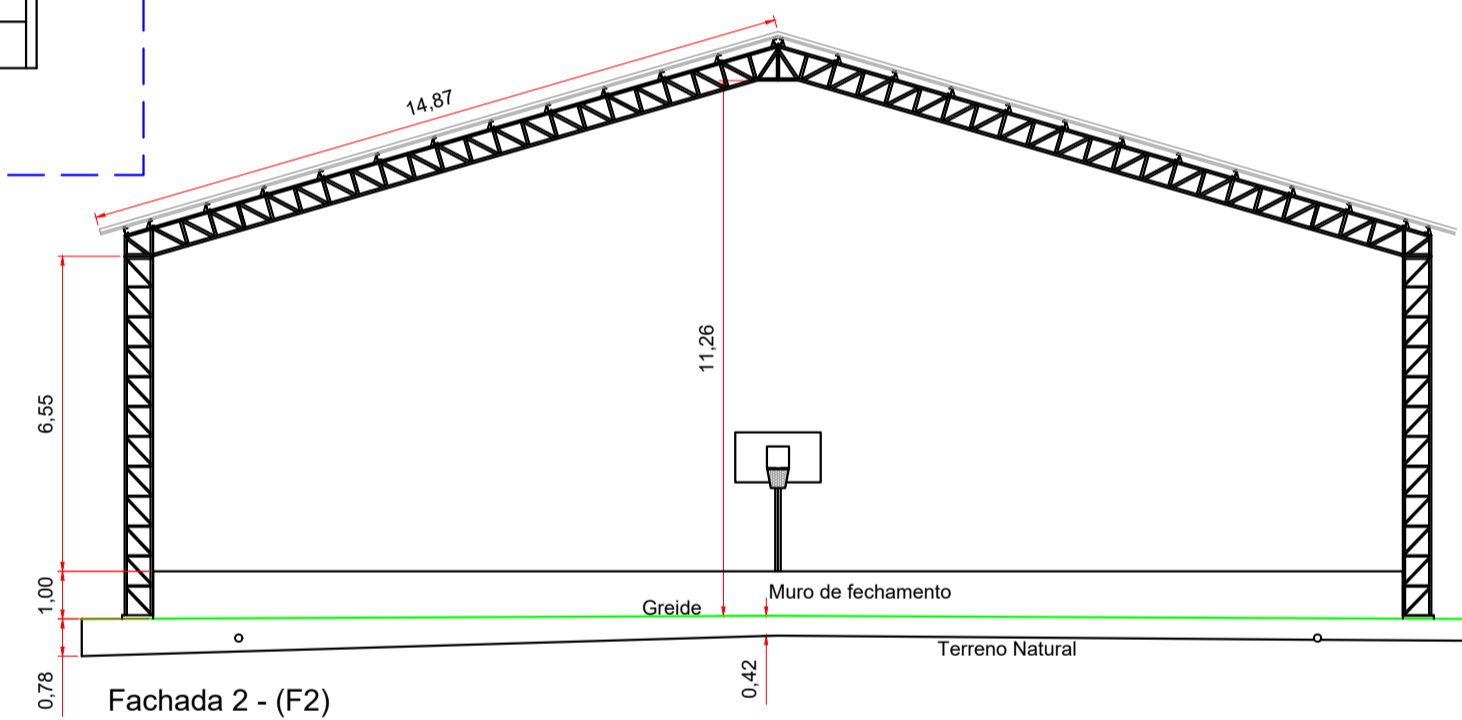 14,87
11,26
6,55
1,00
Muro de fechamento
Greide
Terreno Natural
0,78
0,42
Fachada 2 - (F2)